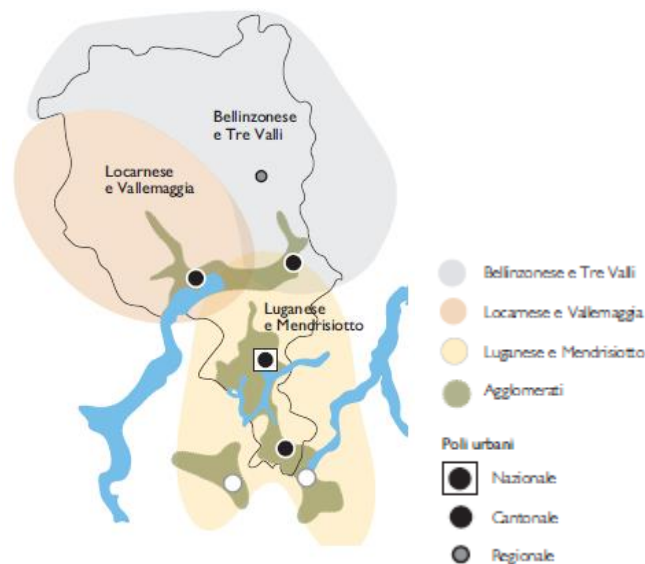 Bellinzonese
e Tre Valli
Locarnese
e Vallemaggia
Luganese
e Mendrisiotto
Bellinzonese e Tre Valli
Locarnese e Vallemaggia
Luganese e Mendrisiotto
Agglomerati
Poli urbani
Nazionale
Cantonale
Regionale